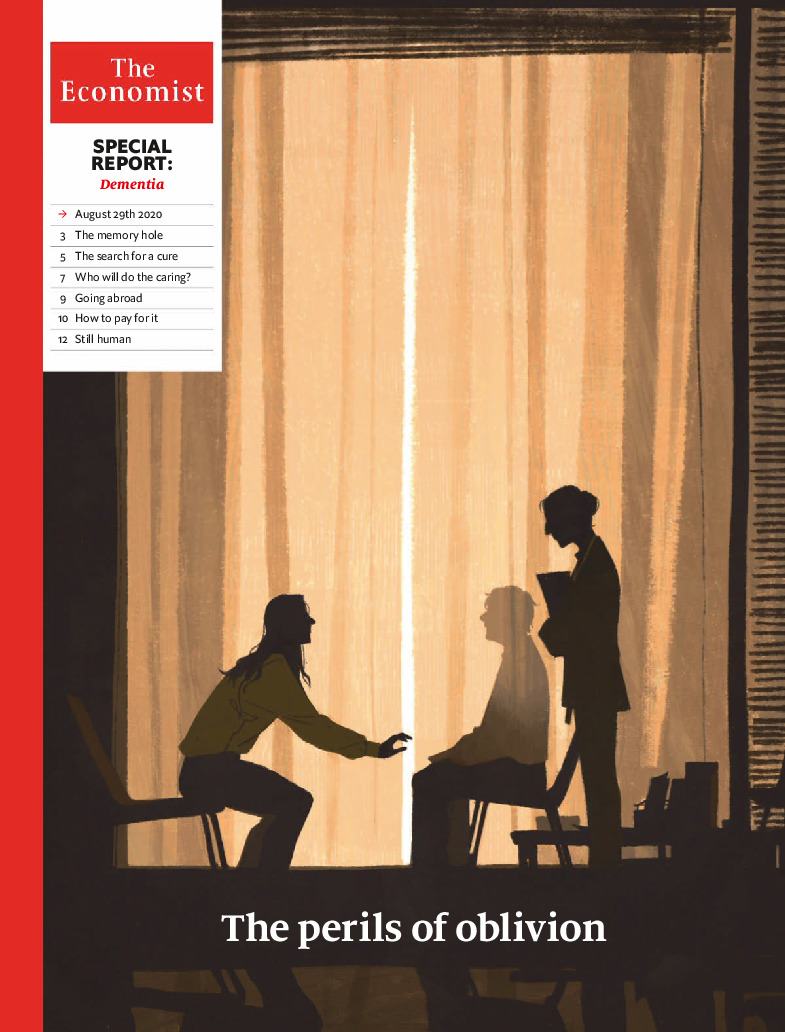 The
Economist
SPECIAL
REPORT:
Dementia
→ August 29th 2020
3 The memory hole
5 The search for a cure
7 Who will do the caring?
9 Going abroad
10 How to pay for it
12 Still human
The perils of oblivion